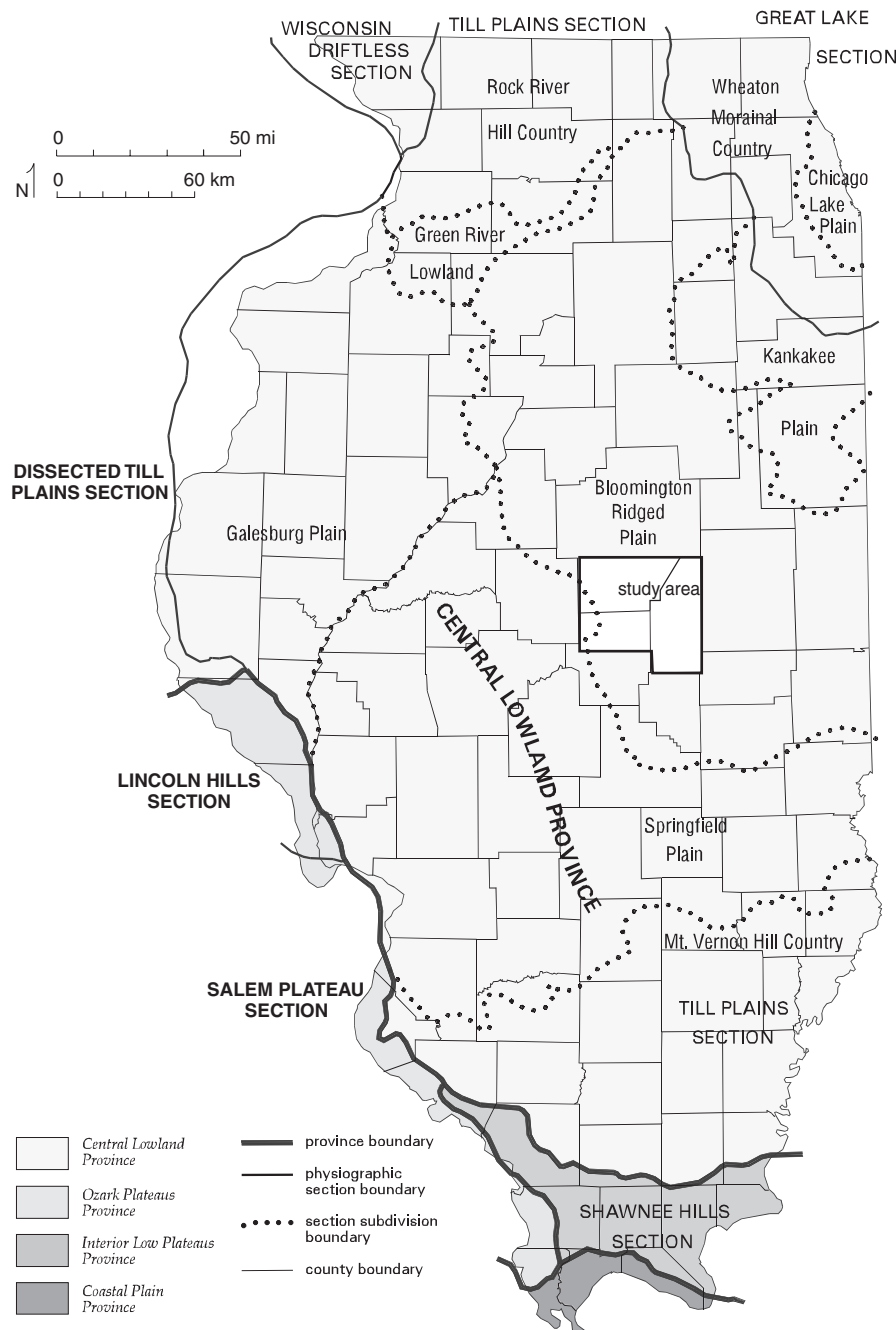 WISCONSIN
DRIFTLESS
SECTION
TILL PLAINS SECTION
GREAT LAKE
SECTION
0 50 mi
0 60 km
N
Rock River
Hill Country
Wheaton
Morainal
Country
Chicago
Lake
Plain
Green River
Lowland
Kankakee
Plain
DISSECTED TILL
PLAINS SECTION
Galesburg Plain
Bloomington
Ridged
Plain
study area
CENTRAL LOWLAND PROVINCE
LINCOLN HILLS
SECTION
Springfield
Plain
Mt. Vernon Hill Country
SALEM PLATEAU
SECTION
TILL PLAINS
SECTION
SHAWNEE HILLS
SECTION
Central Lowland
Province
Ozark Plateaus
Province
Interior Low Plateaus
Province
Coastal Plain
Province
province boundary
physiographic
section boundary
section subdivision
boundary
county boundary